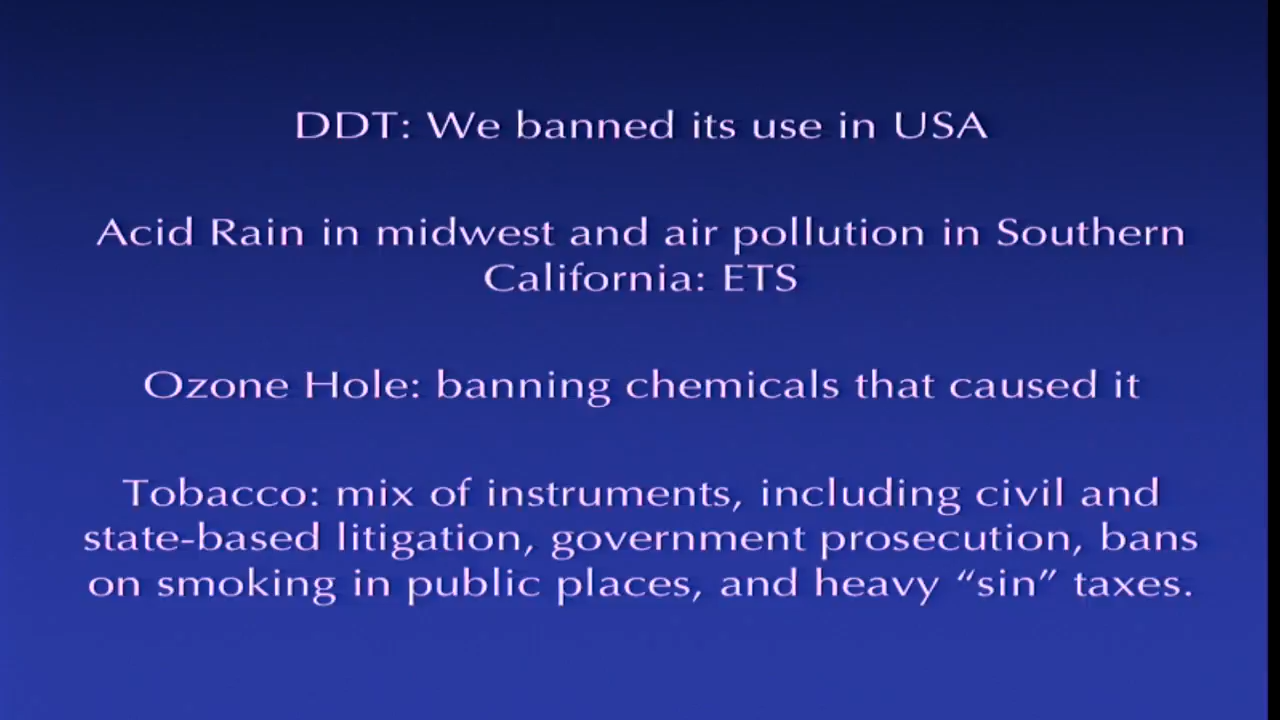 DDT: We banned its use in USA
Acid Rain in midwest and air pollution in Southern
California: ETS
Ozone Hole: banning chemicals that caused it
Tobacco: mix of instruments, including civil and
state-based litigation, government prosecution, bans
on smoking in public places, and heavy “sin” taxes.